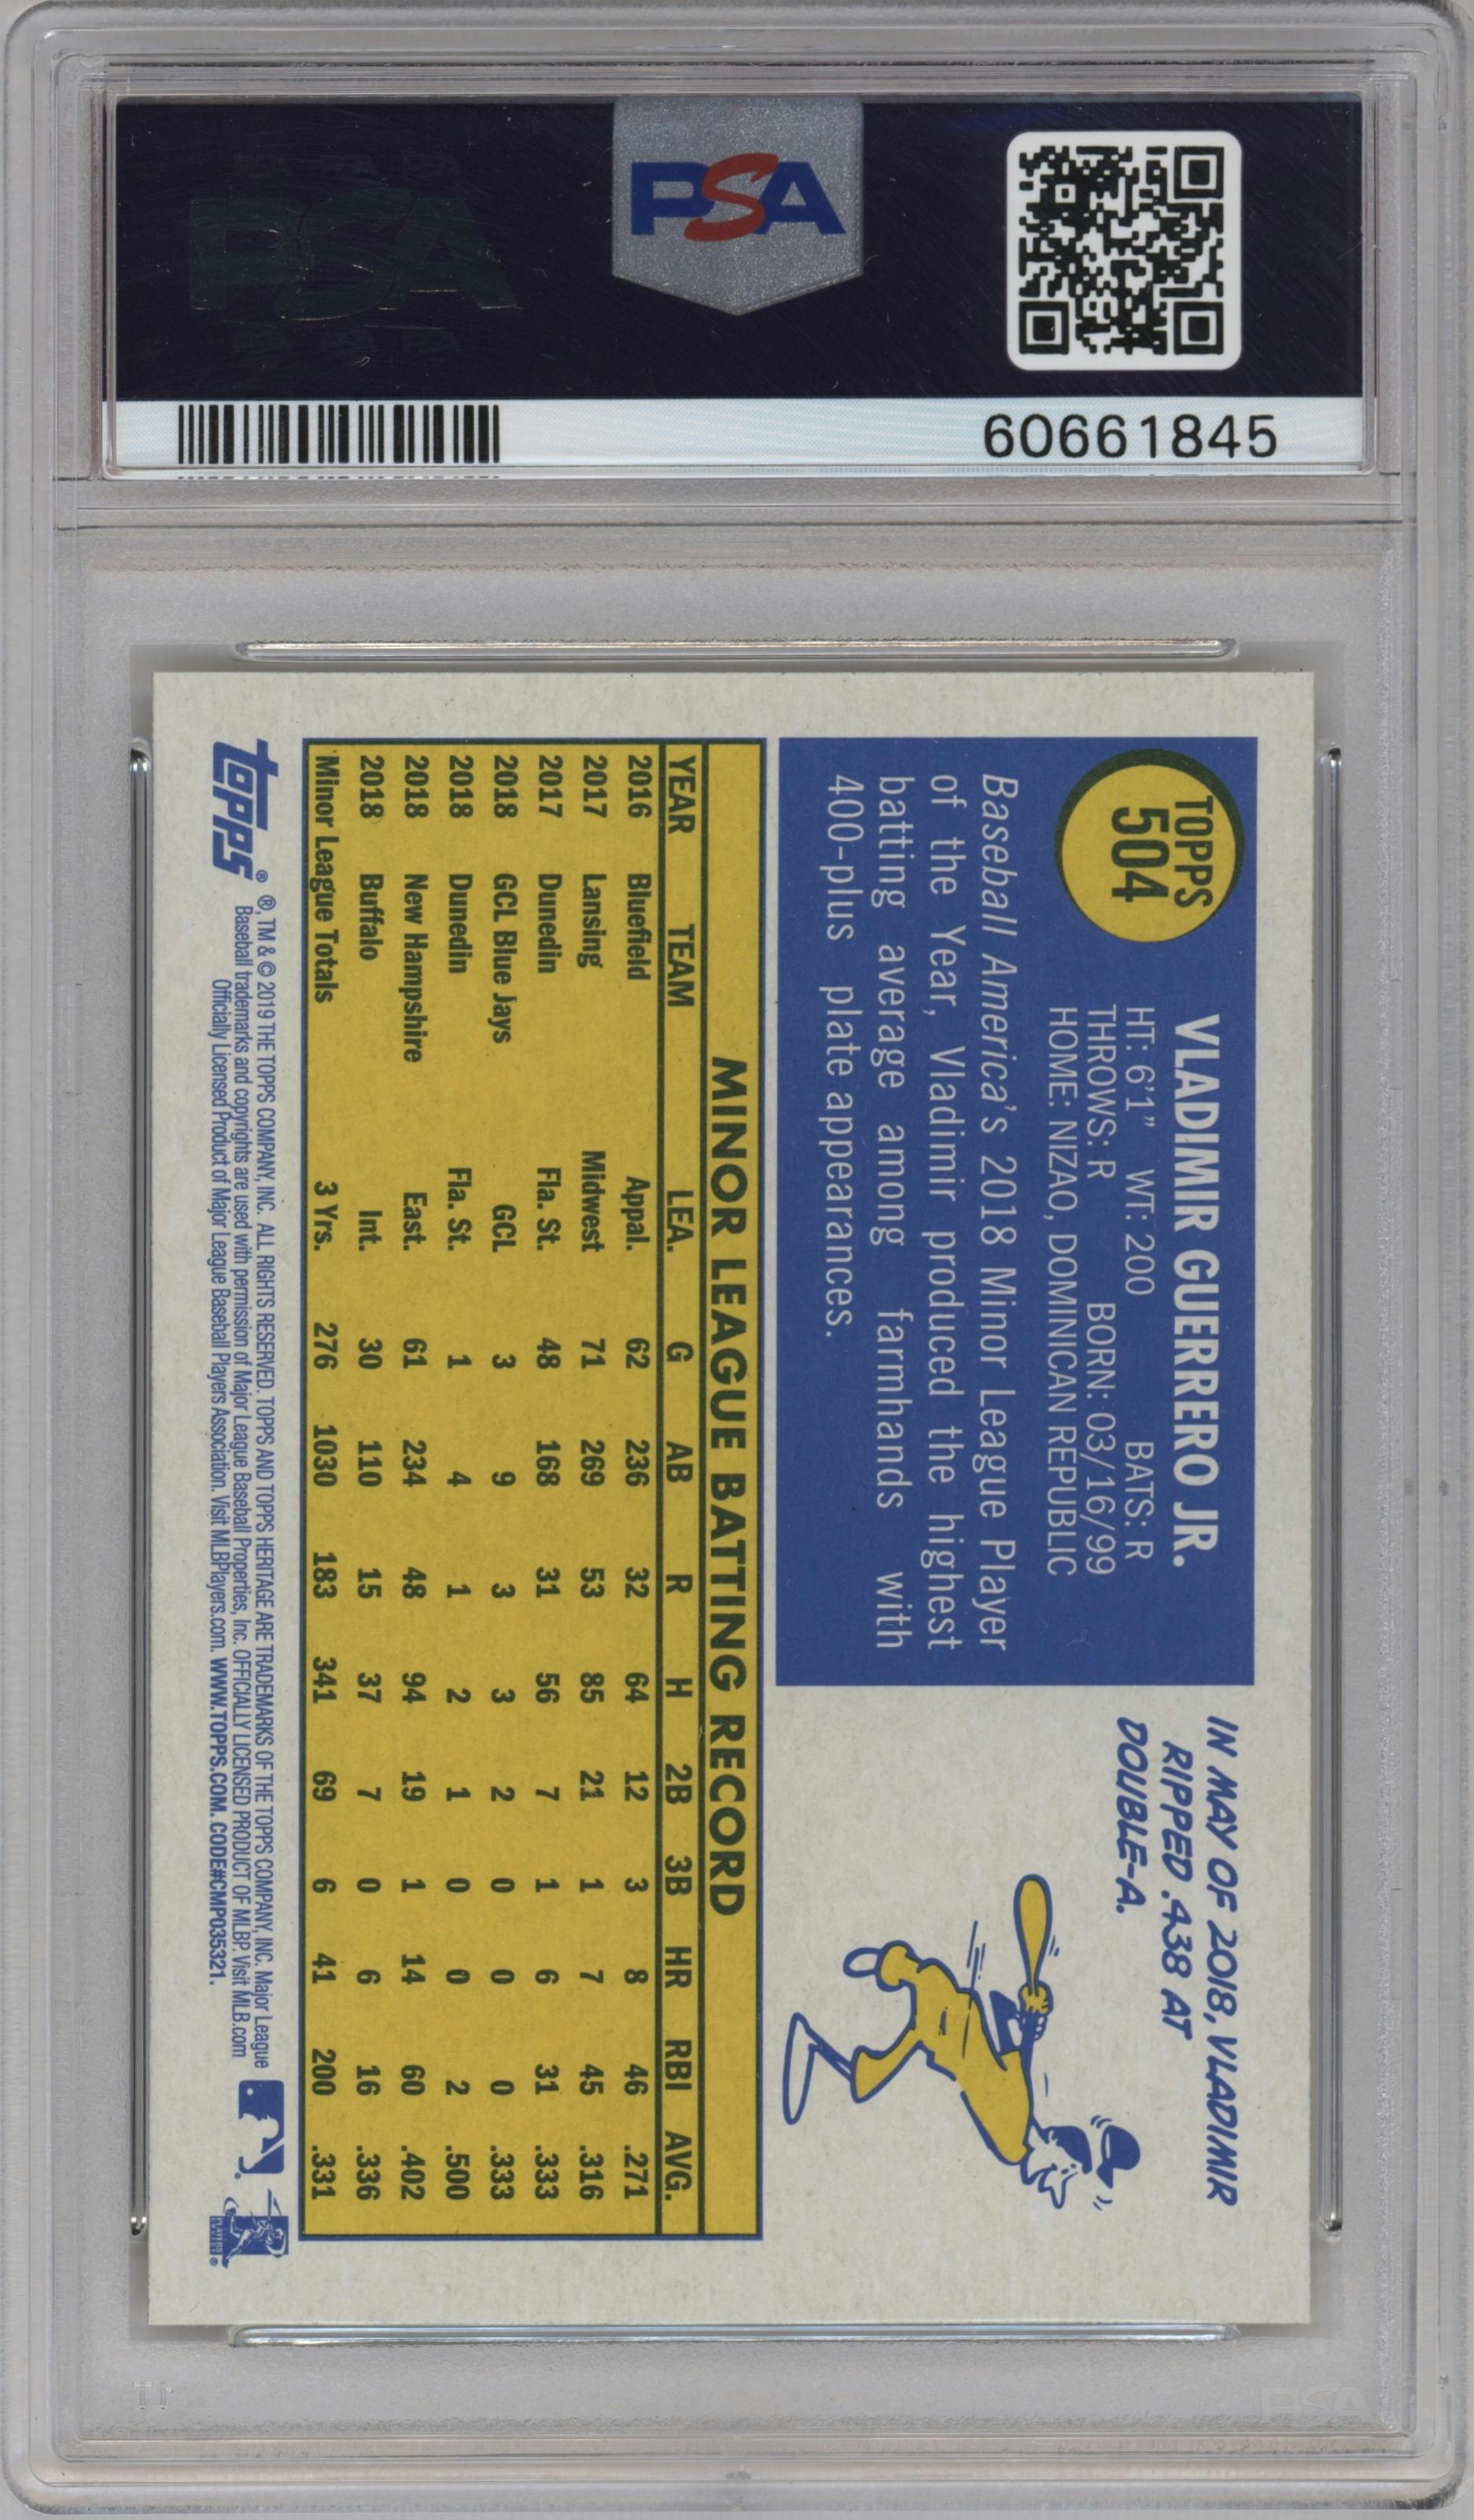 PSA
PSA
60661845
TOPPS
504
VLADIMIR GUERRERO JR.
HT: 6'1" WT: 200 BATS: R
THROWS: R BORN: 03/16/99
HOME: NIZAO, DOMINICAN REPUBLIC
Baseball America's 2018 Minor League Player
of the Year, Vladimir produced the highest
batting average among farmhands with
400-plus plate appearances.
IN MAY OF 2018, VLADIMIR
RIPPED .438 AT
DOUBLE-A.
MINOR LEAGUE BATTING RECORD
YEAR TEAM LEA. G AB R H 2B 3B HR RBI AVG.
2016 Bluefield Appal. 62 236 32 64 12 3 8 46 .271
2017 Lansing Midwest 71 269 53 85 21 1 7 45 .316
2017 Dunedin Fla. St. 48 168 31 56 7 1 6 31 .333
2018 GCL Blue Jays GCL 3 9 3 3 2 0 0 0 .333
2018 Dunedin Fla. St. 1 4 1 2 1 0 0 2 .500
2018 New Hampshire East. 61 234 48 94 19 1 14 60 .402
2018 Buffalo Int. 30 110 15 37 7 0 6 16 .336
Minor League Totals 3 Yrs. 276 1030 183 341 69 6 41 200 .331
topps
®, TM & © 2019 THE TOPPS COMPANY, INC. ALL RIGHTS RESERVED. TOPPS AND TOPPS HERITAGE ARE TRADEMARKS OF THE TOPPS COMPANY, INC. Major League
Baseball trademarks and copyrights are used with permission of Major League Baseball Properties, Inc. OFFICIALLY LICENSED PRODUCT OF MLBP. Visit MLB.com
Officially Licensed Product of Major League Baseball Players Association. Visit MLBPlayers.com. WWW.TOPPS.COM. CODE#CMP035321.
PSA